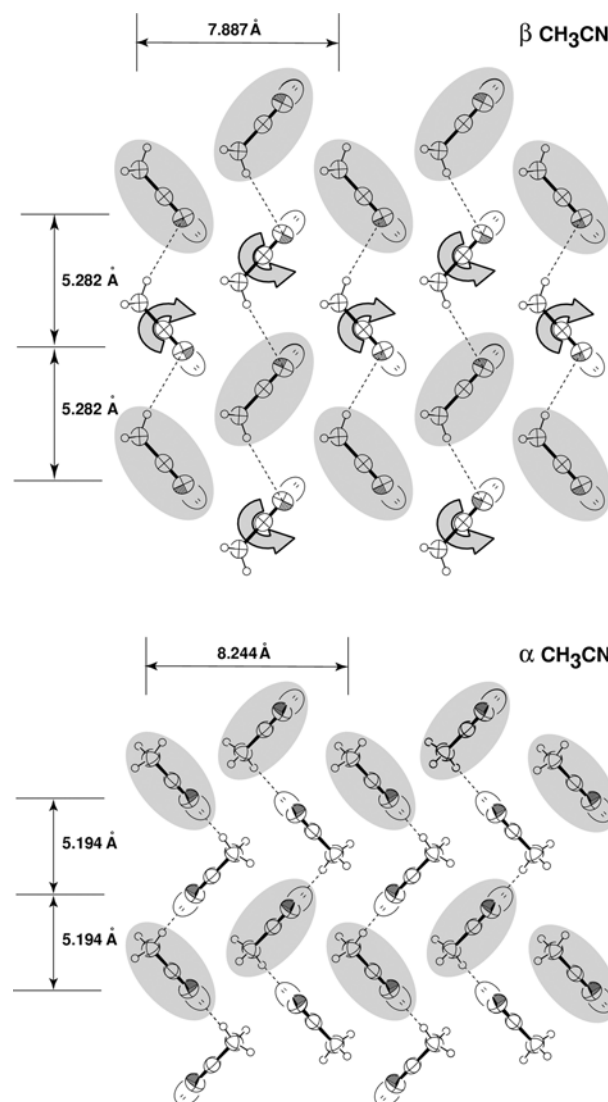 7.887 Å
β CH3CN
5.282 Å
5.282 Å
8.244 Å
α CH3CN
5.194 Å
5.194 Å